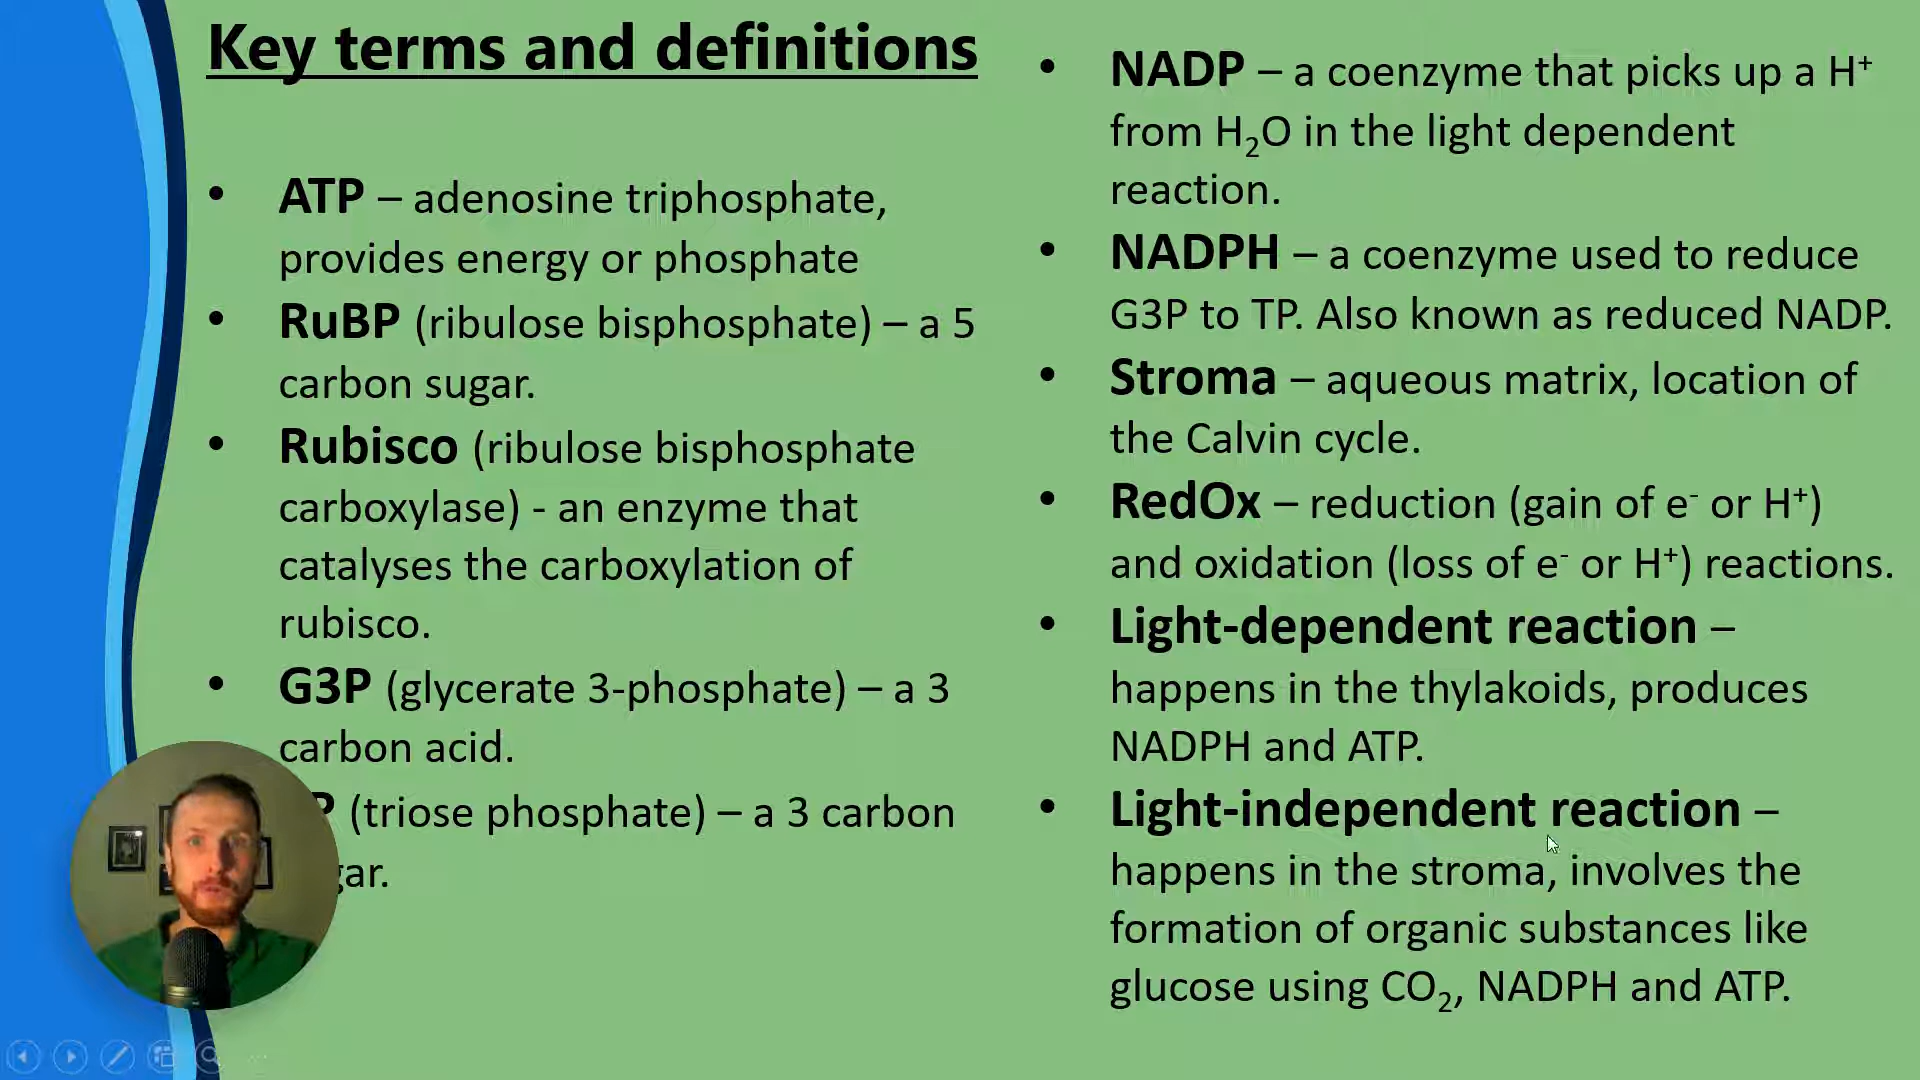 Key terms and definitions
• ATP – adenosine triphosphate,
provides energy or phosphate
• RuBP (ribulose bisphosphate) – a 5
carbon sugar.
• Rubisco (ribulose bisphosphate
carboxylase) - an enzyme that
catalyses the carboxylation of
rubisco.
• G3P (glycerate 3-phosphate) – a 3
carbon acid.
(triose phosphate) – a 3 carbon
• NADP – a coenzyme that picks up a H⁺
from H₂O in the light dependent
reaction.
• NADPH – a coenzyme used to reduce
G3P to TP. Also known as reduced NADP.
• Stroma – aqueous matrix, location of
the Calvin cycle.
• RedOx – reduction (gain of e⁻ or H⁺)
and oxidation (loss of e⁻ or H⁺) reactions.
• Light-dependent reaction –
happens in the thylakoids, produces
NADPH and ATP.
• Light-independent reaction –
happens in the stroma, involves the
formation of organic substances like
glucose using CO₂, NADPH and ATP.